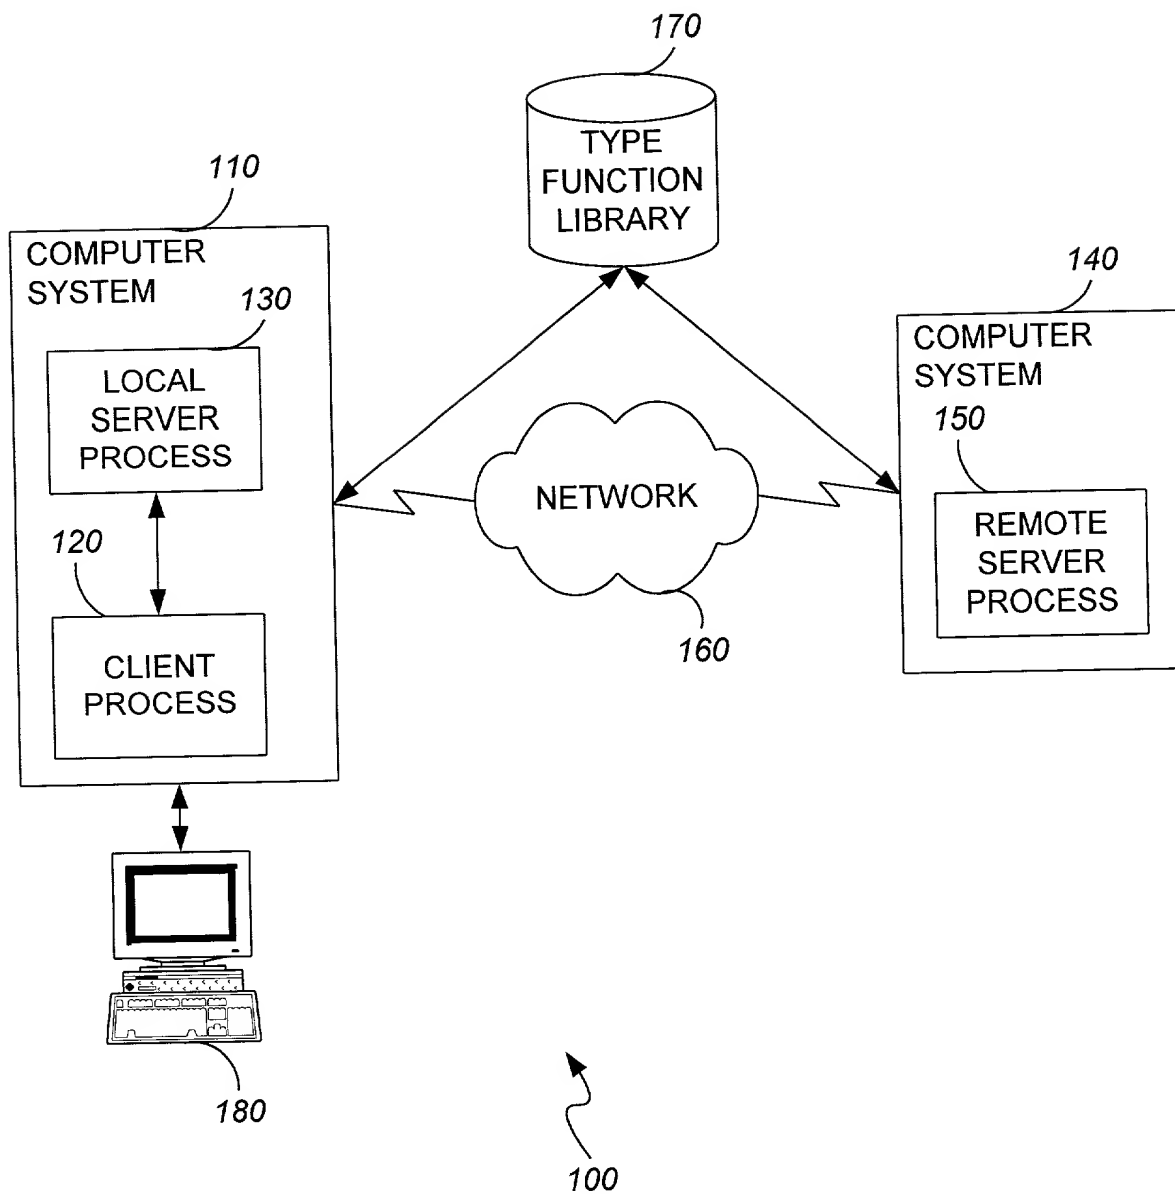 170
TYPE
FUNCTION
LIBRARY
110
COMPUTER
SYSTEM
130
LOCAL
SERVER
PROCESS
120
CLIENT
PROCESS
NETWORK
160
140
COMPUTER
SYSTEM
150
REMOTE
SERVER
PROCESS
180
100